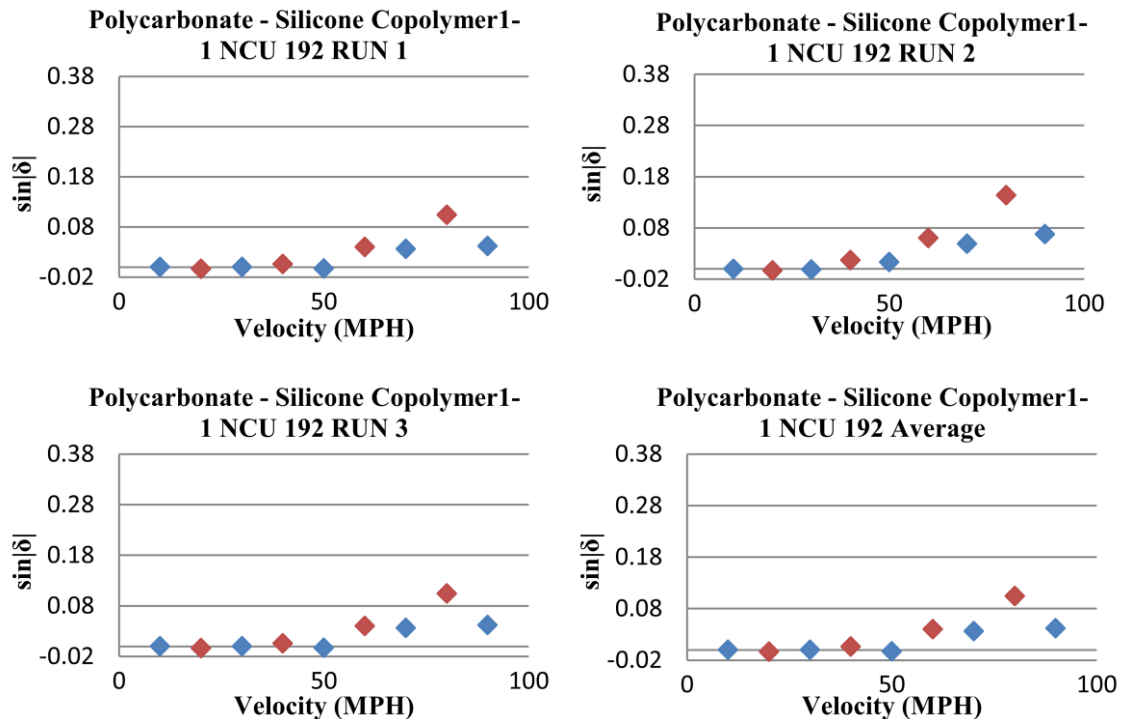 Polycarbonate - Silicone Copolymer1-
1 NCU 192 RUN 1
0.38
0.28
0.18
0.08
-0.02
sin|δ|
0
50
100
Velocity (MPH)
Polycarbonate - Silicone Copolymer1-
1 NCU 192 RUN 2
0.38
0.28
0.18
0.08
-0.02
sin|δ|
0
50
100
Velocity (MPH)
Polycarbonate - Silicone Copolymer1-
1 NCU 192 RUN 3
0.38
0.28
0.18
0.08
-0.02
sin|δ|
0
50
100
Velocity (MPH)
Polycarbonate - Silicone Copolymer1-
1 NCU 192 Average
0.38
0.28
0.18
0.08
-0.02
sin|δ|
0
50
100
Velocity (MPH)